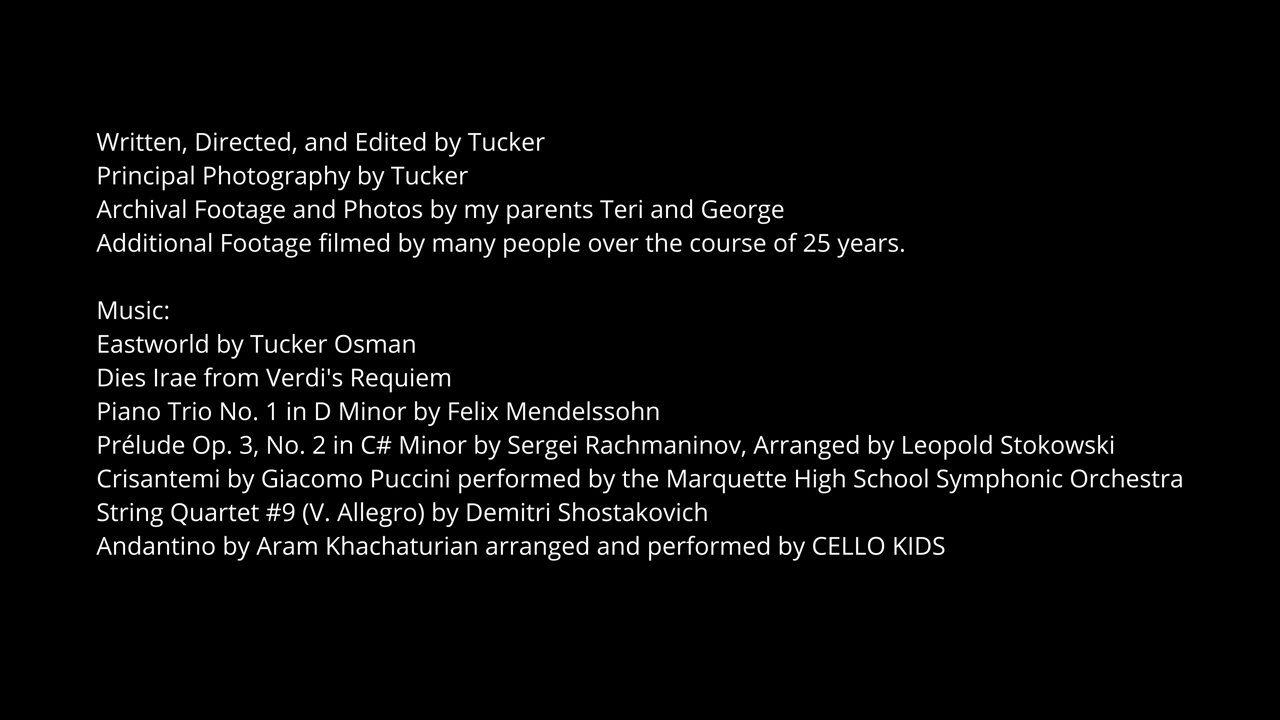 Written, Directed, and Edited by Tucker
Principal Photography by Tucker
Archival Footage and Photos by my parents Teri and George
Additional Footage filmed by many people over the course of 25 years.
Music:
Eastworld by Tucker Osman
Dies Irae from Verdi's Requiem
Piano Trio No. 1 in D Minor by Felix Mendelssohn
Prélude Op. 3, No. 2 in C# Minor by Sergei Rachmaninov, Arranged by Leopold Stokowski
Crisantemi by Giacomo Puccini performed by the Marquette High School Symphonic Orchestra
String Quartet #9 (V. Allegro) by Demitri Shostakovich
Andantino by Aram Khachaturian arranged and performed by CELLO KIDS